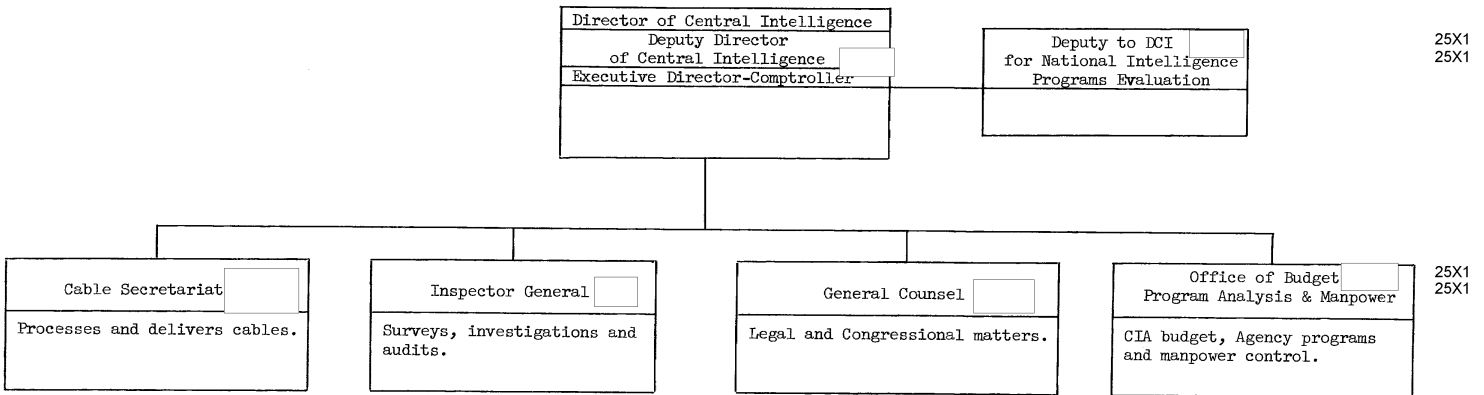 Director of Central Intelligence
Deputy Director
of Central Intelligence
Executive Director-Comptroller
Deputy to DCI
for National Intelligence
Programs Evaluation
25X1
25X1
Cable Secretariat
Processes and delivers cables.
Inspector General
Surveys, investigations and
audits.
General Counsel
Legal and Congressional matters.
Office of Budget
Program Analysis & Manpower
CIA budget, Agency programs
and manpower control.
25X1
25X1